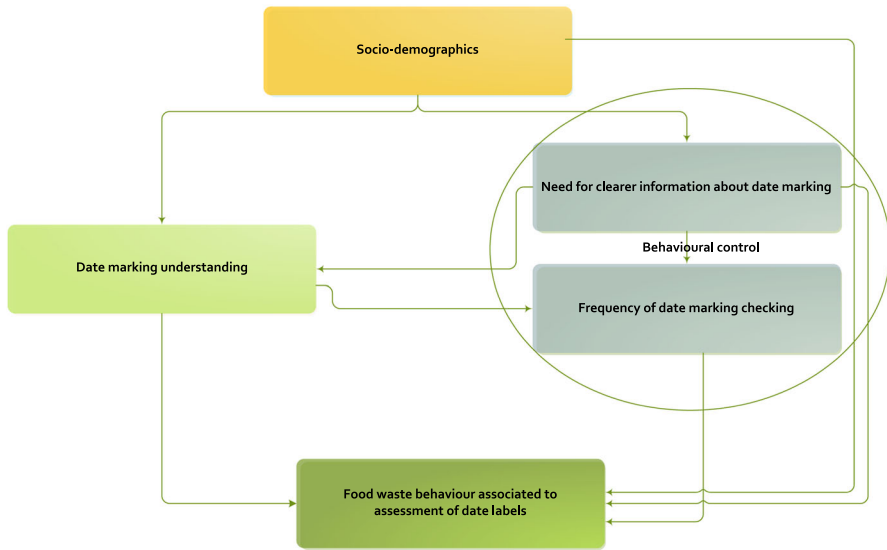 Socio-demographics
Need for clearer information about date marking
Behavioural control
Date marking understanding
Frequency of date marking checking
Food waste behaviour associated to
assessment of date labels